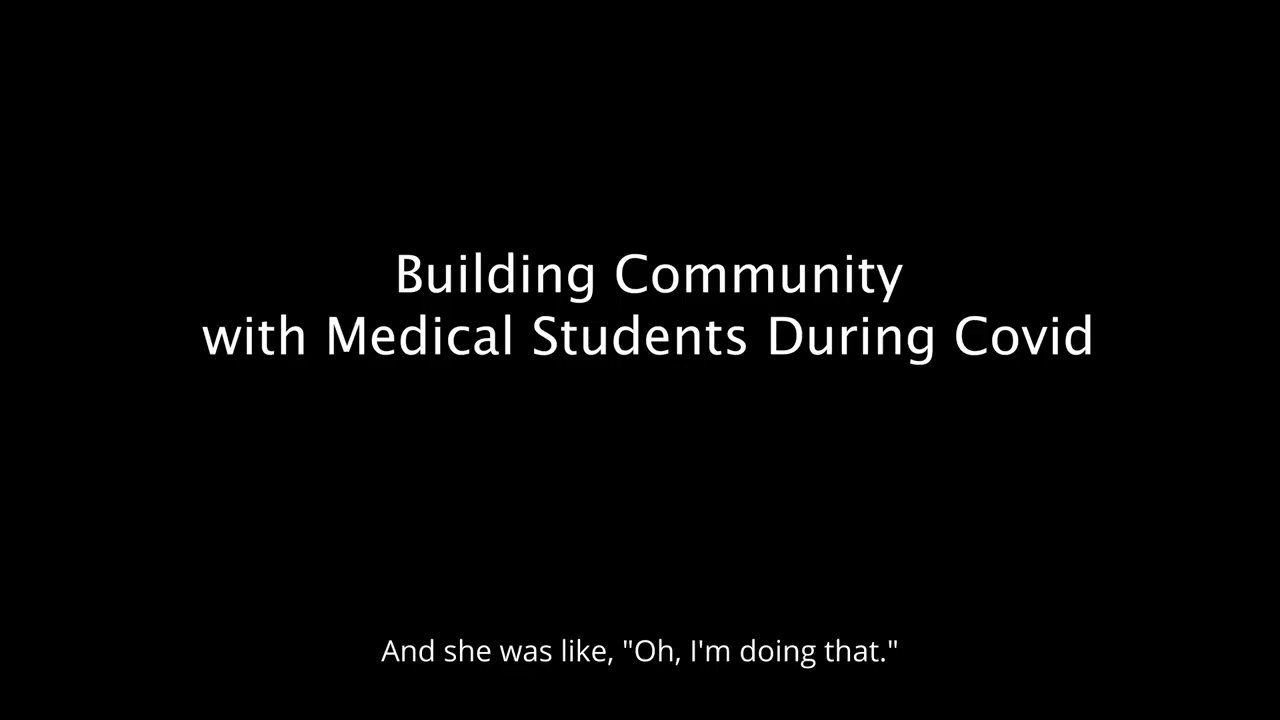 Building Community
with Medical Students During Covid
And she was like, "Oh, I'm doing that."